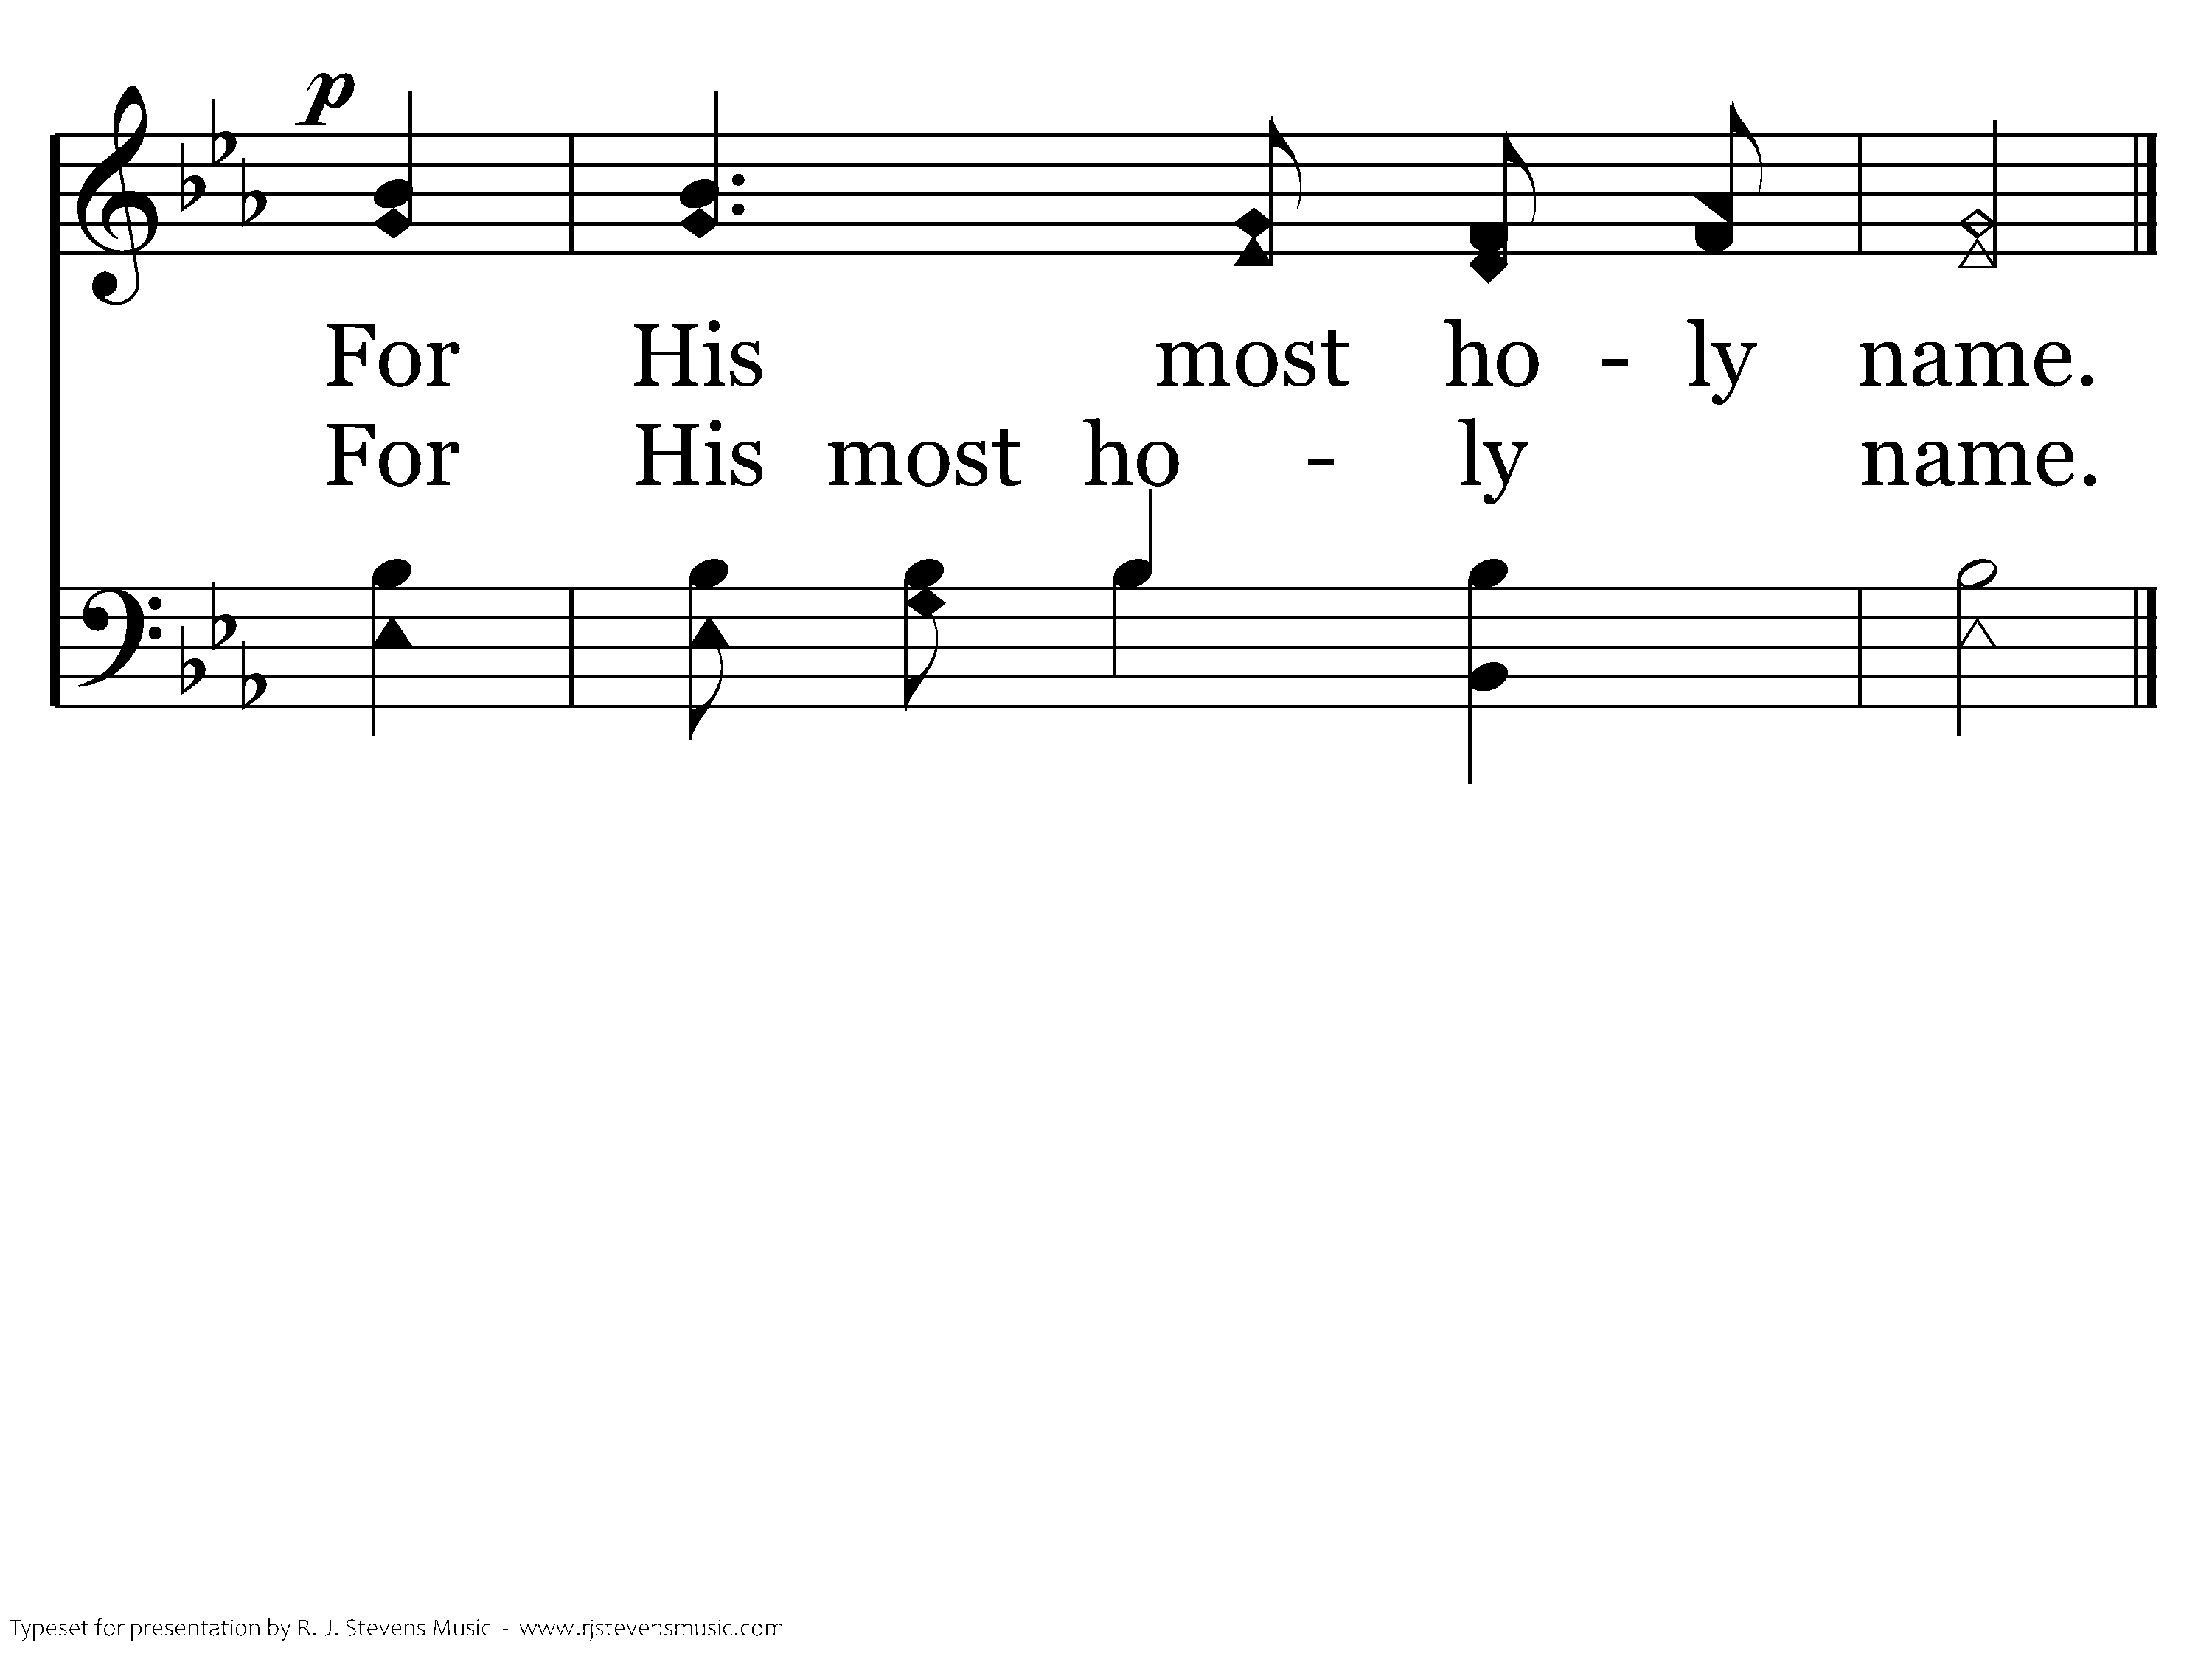 p
For His most ho - ly name.
For His most ho - ly name.
Typeset for presentation by R. J. Stevens Music - www.rjstevensmusic.com